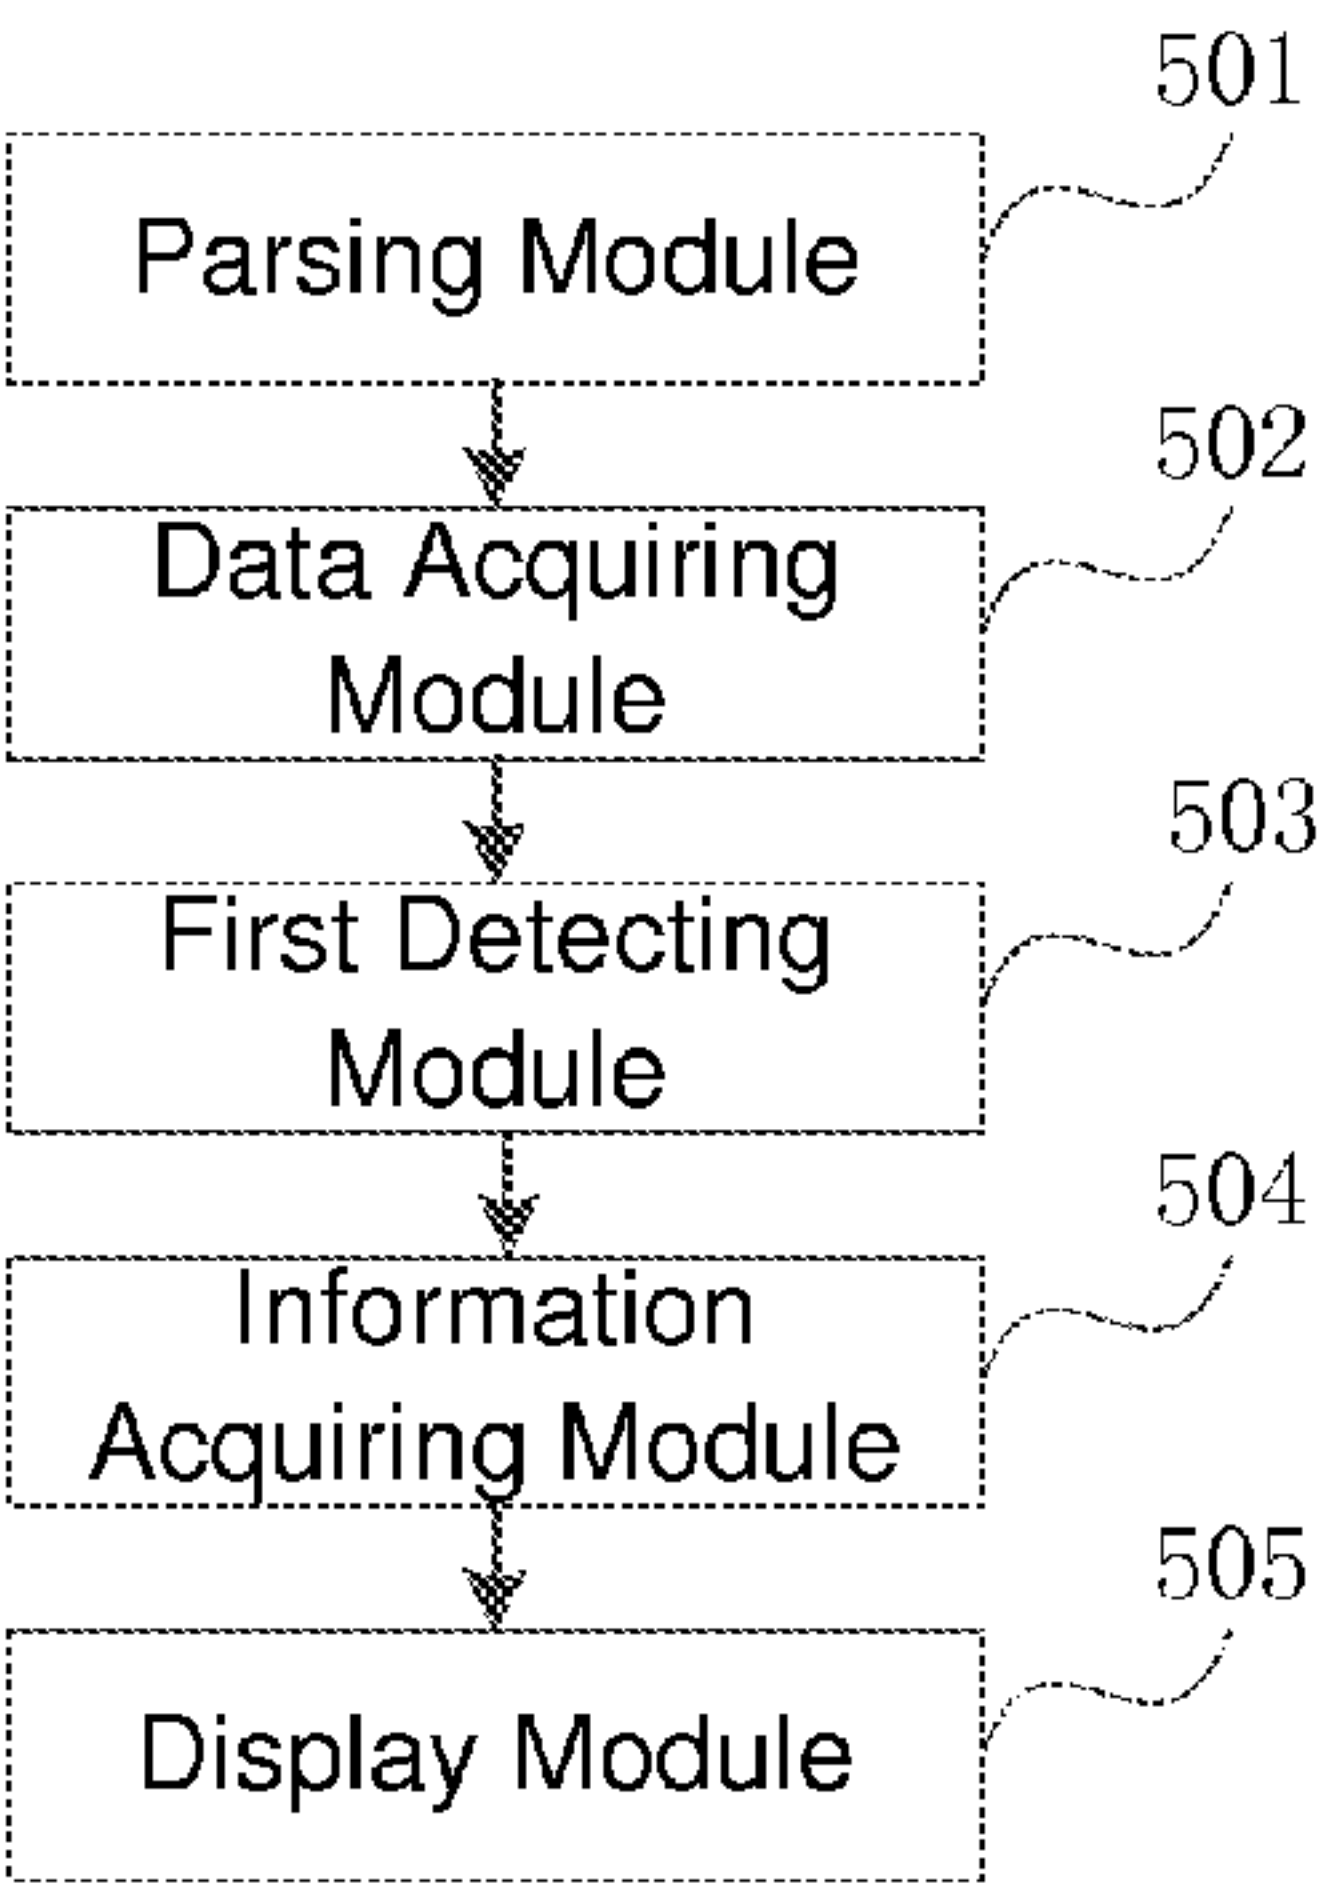 501
Parsing Module
502
Data Acquiring
Module
503
First Detecting
Module
504
Information
Acquiring Module
505
Display Module